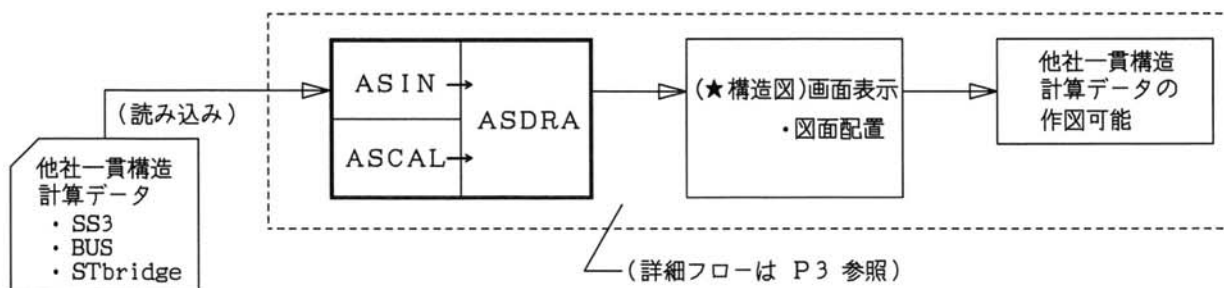 (読み込み)
他社一貫構造
計算データ
・ SS3
・ BUS
・ STbridge
ASIN→
ASCAL→
ASDRA
(★構造図)画面表示
・図面配置
他社一貫構造
計算データの
作図可能
(詳細フローは P3 参照)